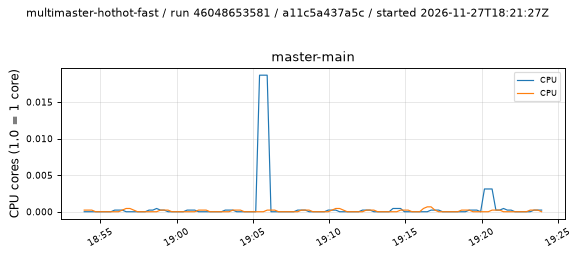 multimaster-hothot-fast / run 46048653581 / a11c5a437a5c / started 2026-11-27T18:21:27Z
master-main
CPU cores (1.0 = 1 core)
0.015
0.010
0.005
0.000
CPU
CPU
18:55
19:00
19:05
19:10
19:15
19:20
19:25